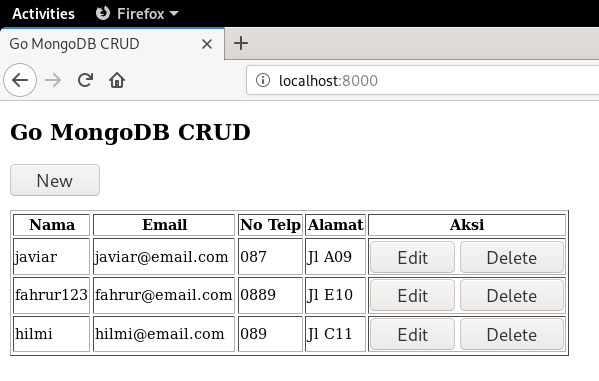 Activities Firefox
Go MongoDB CRUD
localhost:8000
Go MongoDB CRUD
New
Nama Email No Telp Alamat Aksi
javiar javiar@email.com 087 Jl A09 Edit Delete
fahrur123 fahrur@email.com 0889 Jl E10 Edit Delete
hilmi hilmi@email.com 089 Jl C11 Edit Delete